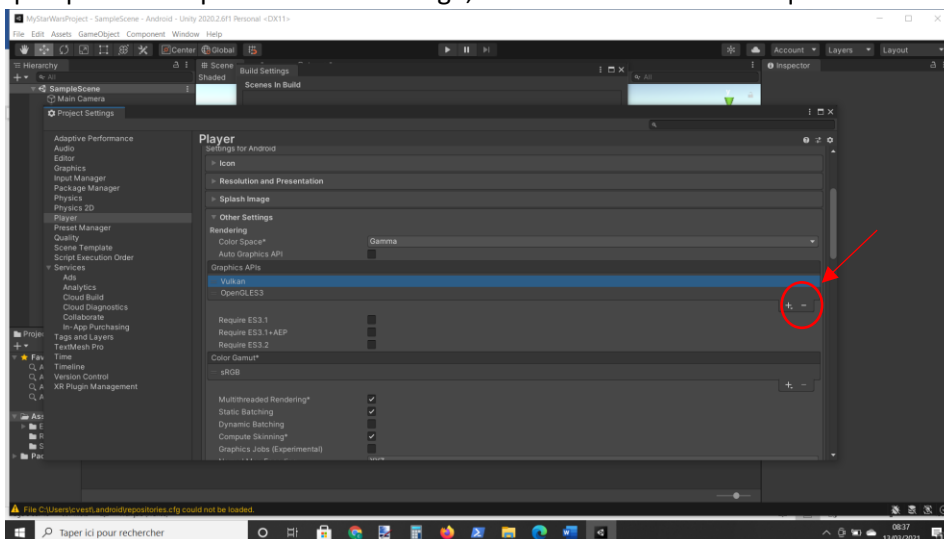 MyStarWarsProject - SampleScene - Android - Unity 2020.2.6f1 Personal <DX11>
File Edit Assets GameObject Component Window Help
Center Global Account Layers Layout
Hierarchy # Scene Build Settings Inspector
All Shaded Scenes In Build All
SampleScene
Main Camera
Project Settings
Adaptive Performance
Audio
Editor
Graphics
Input Manager
Package Manager
Physics
Physics 2D
Player
Preset Manager
Quality
Scene Template
Script Execution Order
Services
Ads
Analytics
Cloud Build
Cloud Diagnostics
Collaborate
In-App Purchasing
Tags and Layers
TextMesh Pro
Time
Timeline
Version Control
XR Plugin Management
Player
Settings for Android
Icon
Resolution and Presentation
Splash Image
Other Settings
Rendering
Color Space* Gamma
Auto Graphics API
Graphics APIs
Vulkan
OpenGLES3
Require ES3.1
Require ES3.1+AEP
Require ES3.2
Color Gamut*
sRGB
Multithreaded Rendering*
Static Batching
Dynamic Batching
Compute Skinning*
Graphics Jobs (Experimental)
File C:\Users\cvest\.android\repositories.cfg could not be loaded.
Taper ici pour rechercher
08:37
13/03/2021